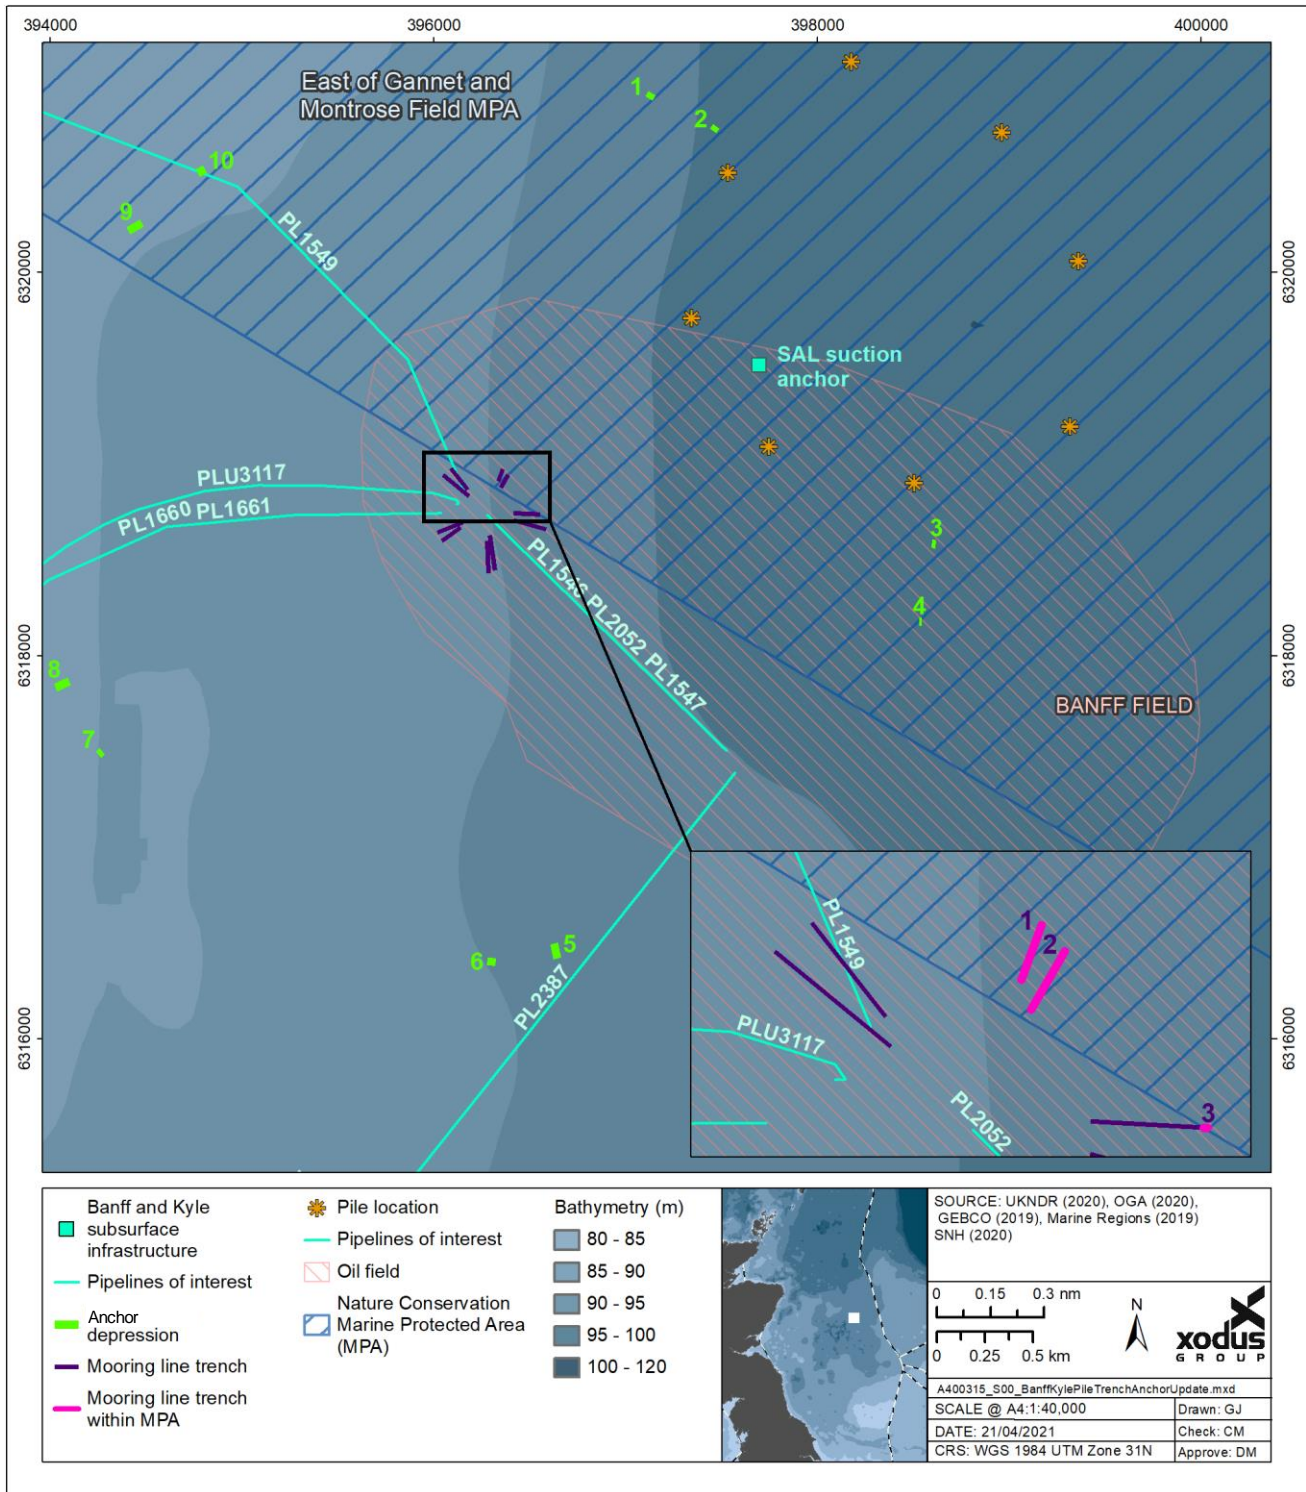 394000
396000
398000
400000
East of Gannet and
Montrose Field MPA
1
2
10
9
PL1549
6320000
6320000
SAL suction
anchor
PLU3117
PL1660 PL1661
3
PL1546 PL2052 PL1547
4
6318000
6318000
8
BANFF FIELD
7
1
2
PL1549
5
6
PL2387
6316000
6316000
PLU3117
PL2052
3
Banff and Kyle
subsurface
infrastructure
Pipelines of interest
Anchor
depression
Mooring line trench
Mooring line trench
within MPA
Pile location
Pipelines of interest
Oil field
Nature Conservation
Marine Protected Area
(MPA)
Bathymetry (m)
80 - 85
85 - 90
90 - 95
95 - 100
100 - 120
SOURCE: UKNDR (2020), OGA (2020),
GEBCO (2019), Marine Regions (2019)
SNH (2020)
0 0.15 0.3 nm
0 0.25 0.5 km
N
xodus
GROUP
A400315_S00_BanffKylePileTrenchAnchorUpdate.mxd
SCALE @ A4:1:40,000
Drawn: GJ
DATE: 21/04/2021
Check: CM
CRS: WGS 1984 UTM Zone 31N
Approve: DM